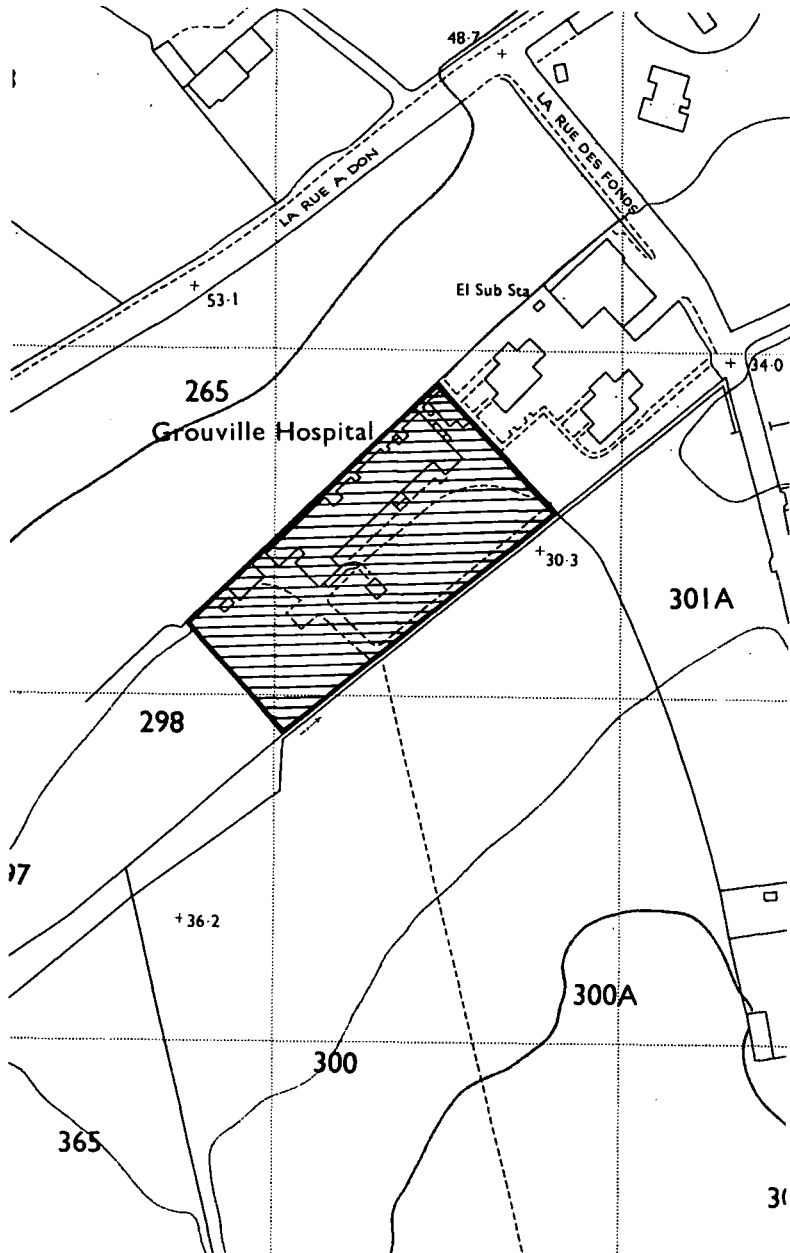 48·7
LA RUE DES FONDS
LA RUE A DON
53·1
El Sub Sta
34·0
265
Grouville Hospital
30·3
301A
298
36·2
300A
300
365